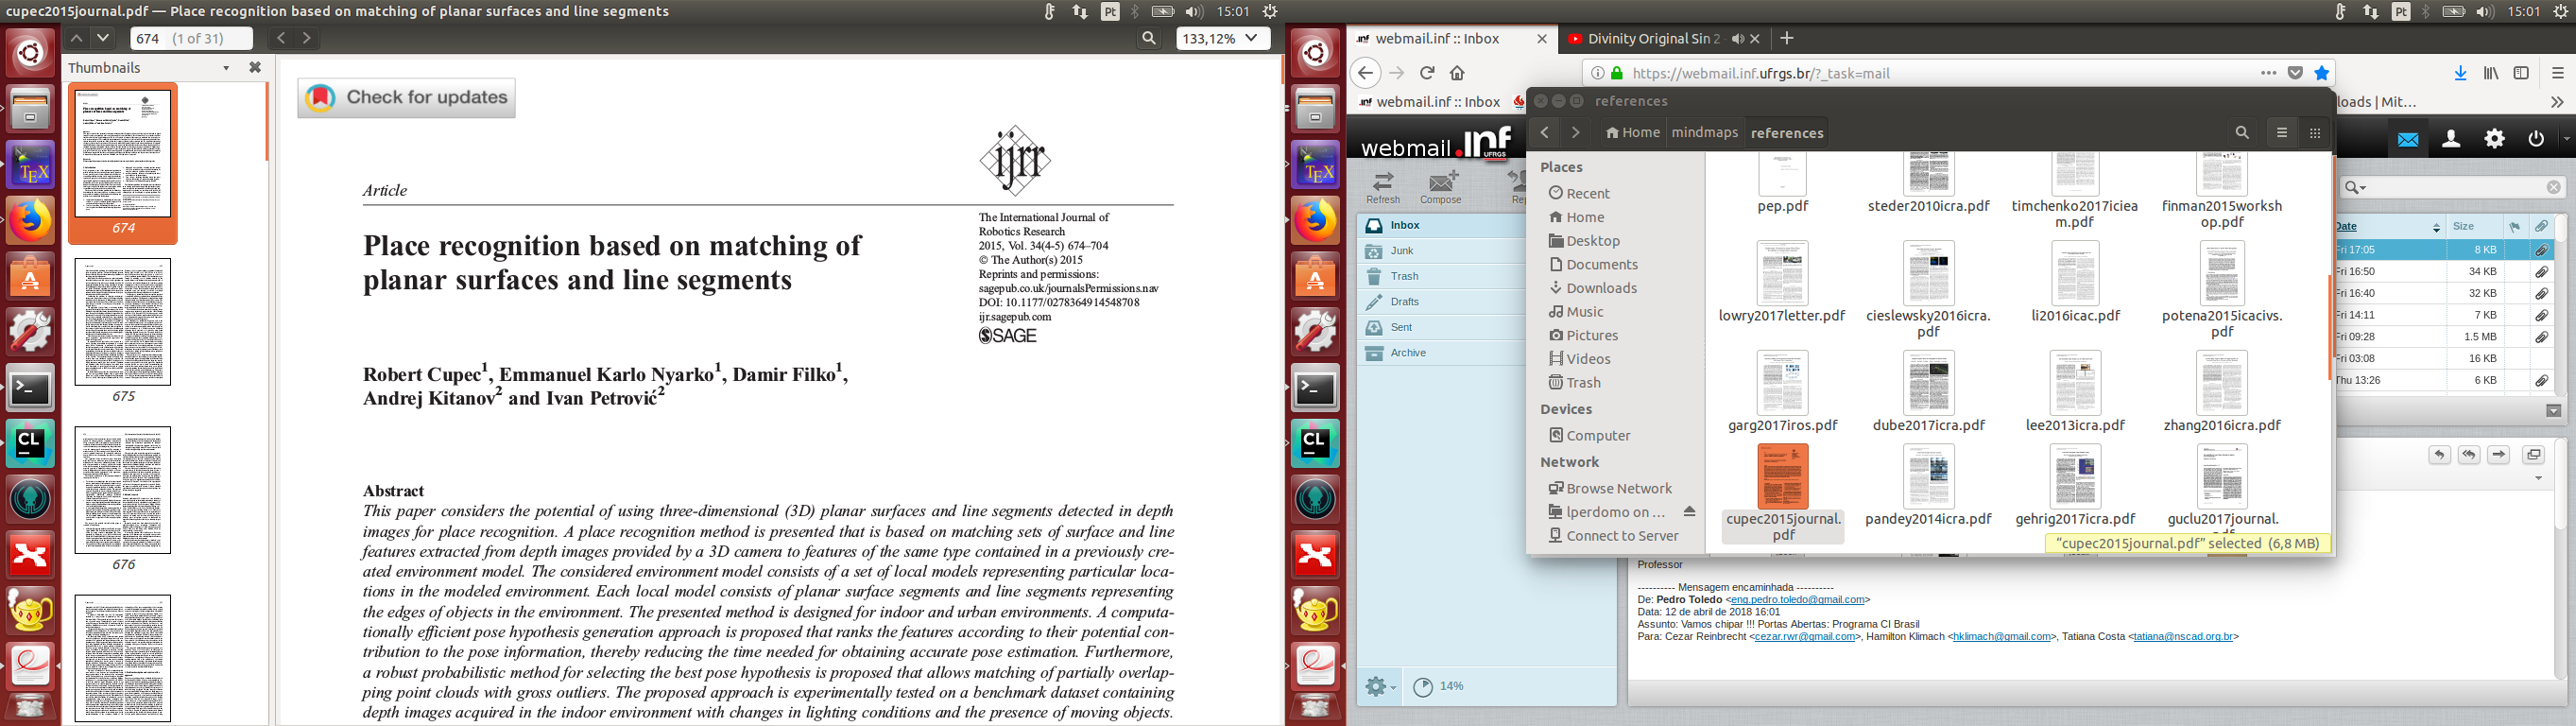 cupec2015journal.pdf — Place recognition based on matching of planar surfaces and line segments
Pt
15:01
674 (1 of 31)
133,12%
Thumbnails
674
675
676
Check for updates
ijrr
Article
The International Journal of
Robotics Research
2015, Vol. 34(4-5) 674–704
© The Author(s) 2015
Reprints and permissions:
sagepub.co.uk/journalsPermissions.nav
DOI: 10.1177/0278364914548708
ijr.sagepub.com
SAGE
Place recognition based on matching of
planar surfaces and line segments
Robert Cupec1, Emmanuel Karlo Nyarko1, Damir Filko1,
Andrej Kitanov2 and Ivan Petrović2
Abstract
This paper considers the potential of using three-dimensional (3D) planar surfaces and line segments detected in depth
images for place recognition. A place recognition method is presented that is based on matching sets of surface and line
features extracted from depth images provided by a 3D camera to features of the same type contained in a previously cre-
ated environment model. The considered environment model consists of a set of local models representing particular loca-
tions in the modeled environment. Each local model consists of planar surface segments and line segments representing
the edges of objects in the environment. The presented method is designed for indoor and urban environments. A computa-
tionally efficient pose hypothesis generation approach is proposed that ranks the features according to their potential con-
tribution to the pose information, thereby reducing the time needed for obtaining accurate pose estimation. Furthermore,
a robust probabilistic method for selecting the best pose hypothesis is proposed that allows matching of partially overlap-
ping point clouds with gross outliers. The proposed approach is experimentally tested on a benchmark dataset containing
depth images acquired in the indoor environment with changes in lighting conditions and the presence of moving objects.
TEX
CL
Pt
15:01
TEX
CL
webmail.inf :: Inbox
Divinity Original Sin 2
https://webmail.inf.ufrgs.br/?_task=mail
webmail.inf :: Inbox
loads | Mit…
webmail.inf
UFRGS
Refresh
Compose
Inbox
Junk
Trash
Drafts
Sent
Archive
14%
references
Home
mindmaps
references
Places
Recent
Home
Desktop
Documents
Downloads
Music
Pictures
Videos
Trash
Devices
Computer
Network
Browse Network
lperdomo on …
Connect to Server
pep.pdf
steder2010icra.pdf
timchenko2017iciea
m.pdf
finman2015worksh
op.pdf
lowry2017letter.pdf
cieslewsky2016icra.
pdf
li2016icac.pdf
potena2015icacivs.
pdf
garg2017iros.pdf
dube2017icra.pdf
lee2013icra.pdf
zhang2016icra.pdf
cupec2015journal.
pdf
pandey2014icra.pdf
gehrig2017icra.pdf
guclu2017journal.
“cupec2015journal.pdf” selected (6,8 MB)
Date
Size
Fri 17:05 8 KB
Fri 16:50 34 KB
Fri 16:40 32 KB
Fri 14:11 7 KB
Fri 09:28 1.5 MB
Fri 03:08 16 KB
Thu 13:26 6 KB
Professor
---------- Mensagem encaminhada ----------
De: Pedro Toledo <eng.pedro.toledo@gmail.com>
Data: 12 de abril de 2018 16:01
Assunto: Vamos chipar !!! Portas Abertas: Programa CI Brasil
Para: Cezar Reinbrecht <cezar.rwr@gmail.com>, Hamilton Klimach <hklimach@gmail.com>, Tatiana Costa <tatiana@nscad.org.br>